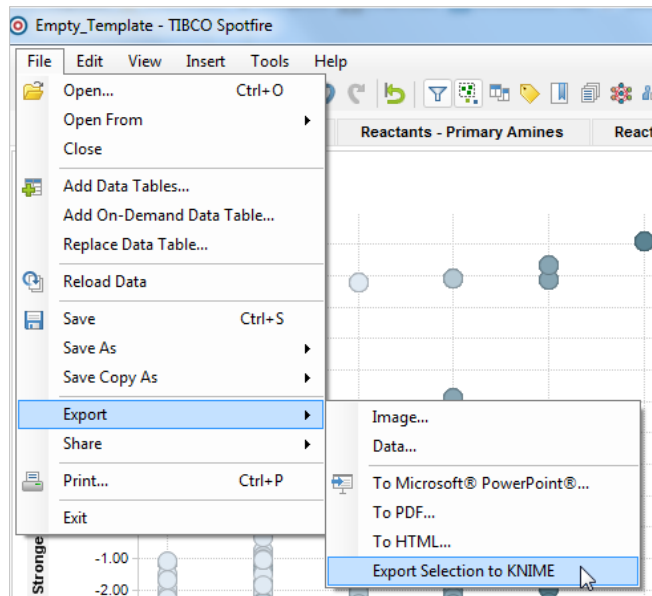 Empty_Template - TIBCO Spotfire
File Edit View Insert Tools Help
Open... Ctrl+O
Open From
Close
Reactants - Primary Amines React
Add Data Tables...
Add On-Demand Data Table...
Replace Data Table...
Reload Data
Save Ctrl+S
Save As
Save Copy As
Export
Share
Print... Ctrl+P
Exit
Image...
Data...
To Microsoft® PowerPoint®...
To PDF...
To HTML...
Export Selection to KNIME
Stronge
-1.00
-2.00